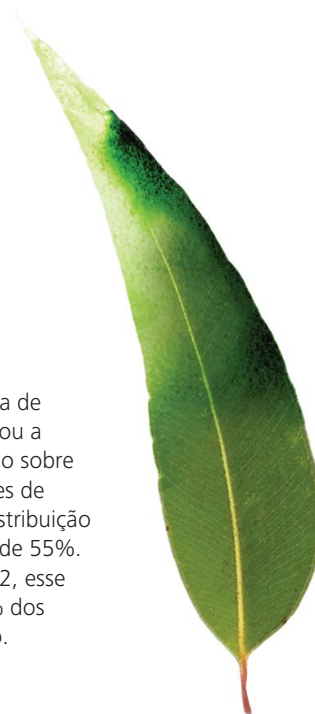 a de
ou a
o sobre
es de
stribuição
de 55%.
2, esse
% dos
o.